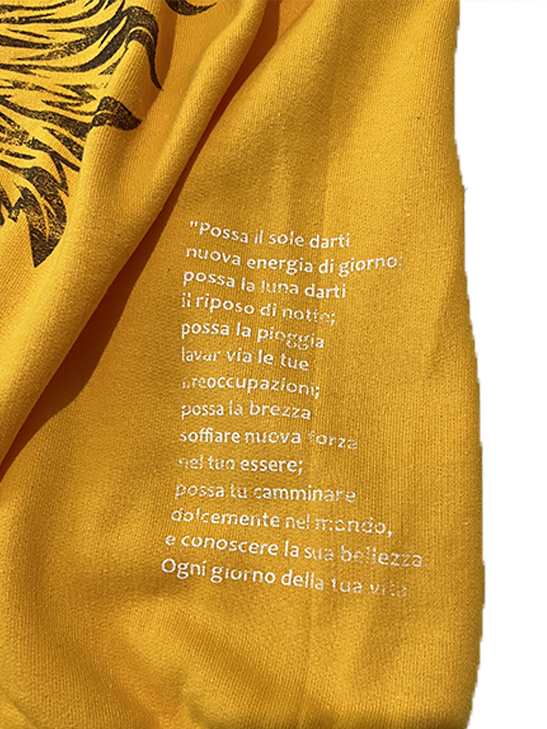 "Possa il sole darti
nuova energia di giorno;
possa la luna darti
il riposo di notte;
possa la pioggia
lavar via le tue
preoccupazioni;
possa la brezza
soffiare nuova forza
nel tuo essere;
possa tu camminare
dolcemente nel mondo,
e conoscere la sua bellezza
Ogni giorno della tua vita